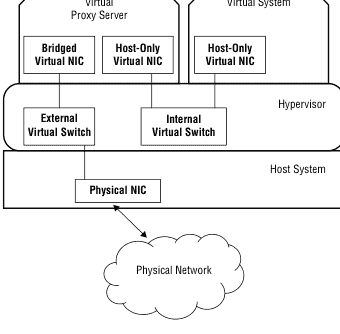 Virtual
Proxy Server
Virtual System
Bridged
Virtual NIC
Host-Only
Virtual NIC
Host-Only
Virtual NIC
Hypervisor
External
Virtual Switch
Internal
Virtual Switch
Host System
Physical NIC
Physical Network